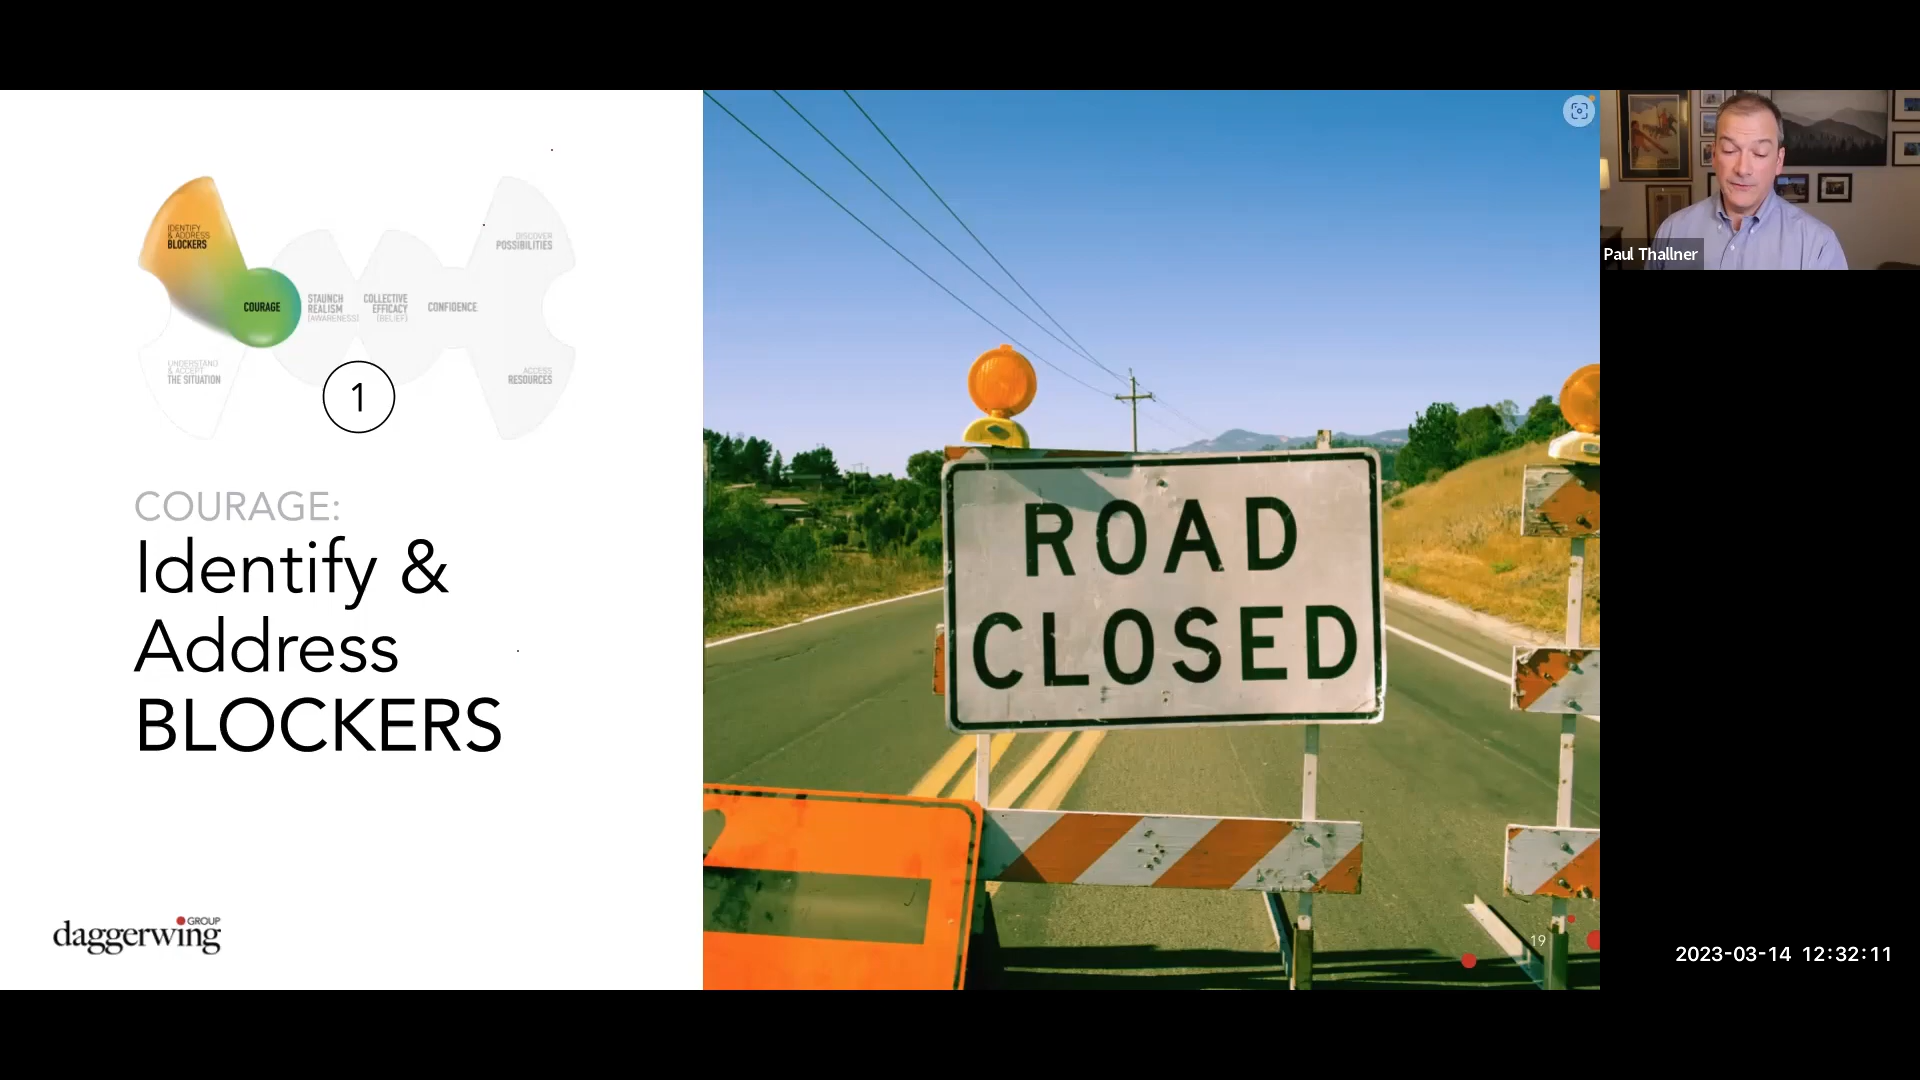 IDENTIFY
& ADDRESS
BLOCKERS
DISCOVER
POSSIBILITIES
COURAGE
STAUNCH
REALISM
(AWARENESS)
COLLECTIVE
EFFICACY
(BELIEF)
CONFIDENCE
UNDERSTAND
& ACCEPT
THE SITUATION
ACCESS
RESOURCES
1
COURAGE:
Identify &
Address
BLOCKERS
daggerwing GROUP
ROAD
CLOSED
19
Paul Thallner
2023-03-14 12:32:11